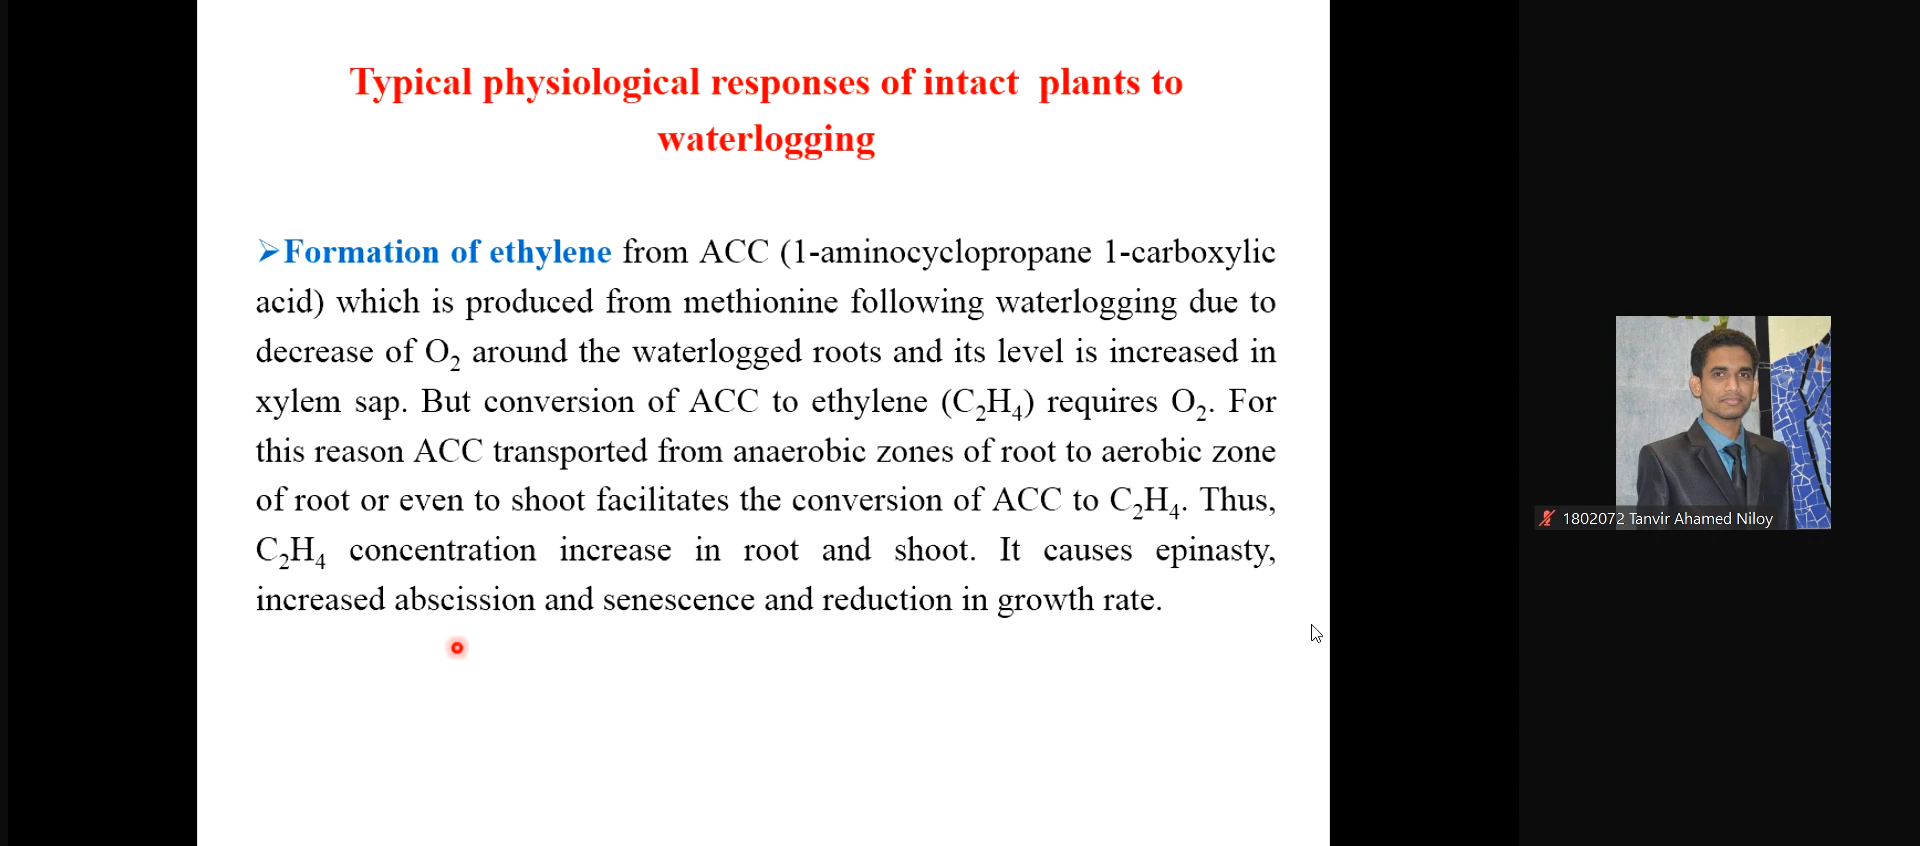 Typical physiological responses of intact plants to
waterlogging
➢Formation of ethylene from ACC (1-aminocyclopropane 1-carboxylic
acid) which is produced from methionine following waterlogging due to
decrease of O₂ around the waterlogged roots and its level is increased in
xylem sap. But conversion of ACC to ethylene (C₂H₄) requires O₂. For
this reason ACC transported from anaerobic zones of root to aerobic zone
of root or even to shoot facilitates the conversion of ACC to C₂H₄. Thus,
C₂H₄ concentration increase in root and shoot. It causes epinasty,
increased abscission and senescence and reduction in growth rate.
1802072 Tanvir Ahamed Niloy